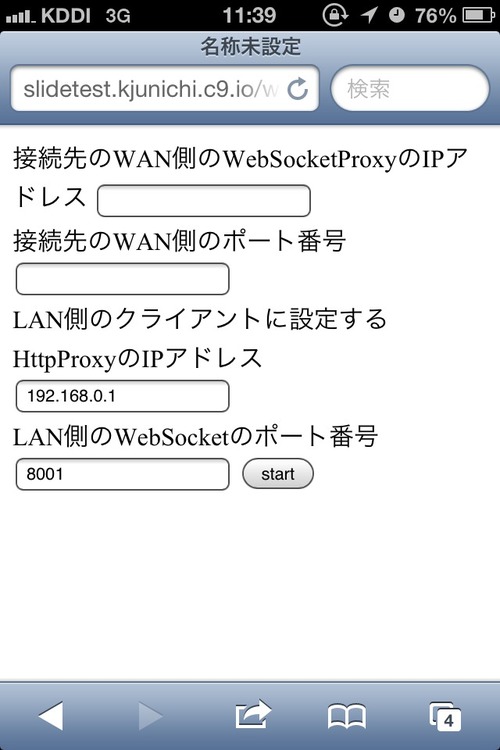 KDDI 3G 11:39 76%
名称未設定
slidetest.kjunichi.c9.io/w 検索
接続先のWAN側のWebSocketProxyのIPア
ドレス
接続先のWAN側のポート番号
LAN側のクライアントに設定する
HttpProxyのIPアドレス
192.168.0.1
LAN側のWebSocketのポート番号
8001 start
4